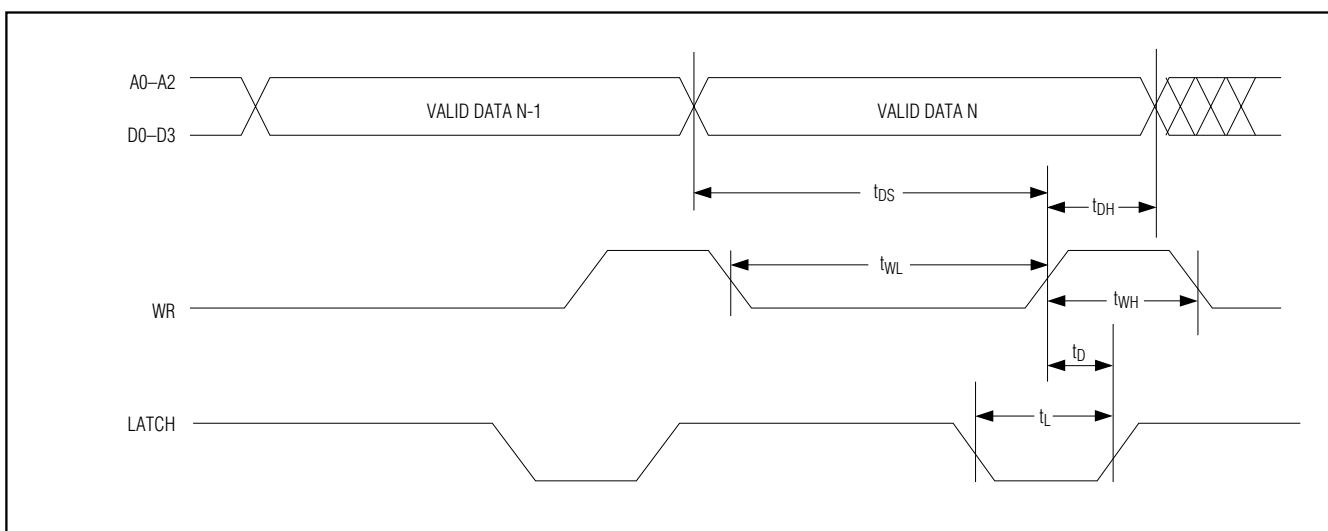 A0–A2
VALID DATA N-1
VALID DATA N
D0–D3
tDS
tDH
tWL
tWH
WR
tD
tL
LATCH